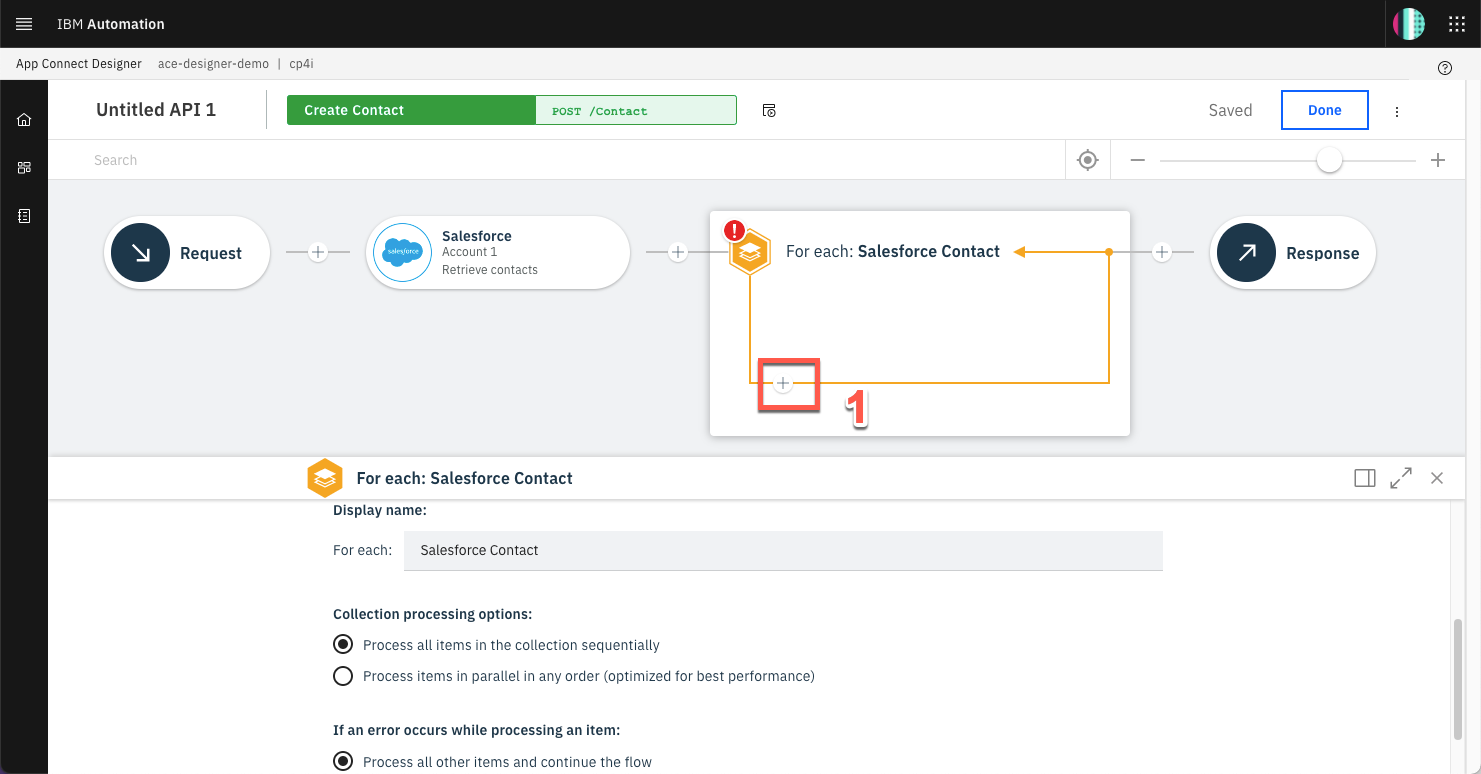 IBM Automation
App Connect Designer ace-designer-demo | cp4i
Untitled API 1
Create Contact
POST /Contact
Saved
Done
Search
Request
salesforce
Salesforce
Account 1
Retrieve contacts
!
For each: Salesforce Contact
Response
1
For each: Salesforce Contact
Display name:
For each:
Salesforce Contact
Collection processing options:
Process all items in the collection sequentially
Process items in parallel in any order (optimized for best performance)
If an error occurs while processing an item:
Process all other items and continue the flow